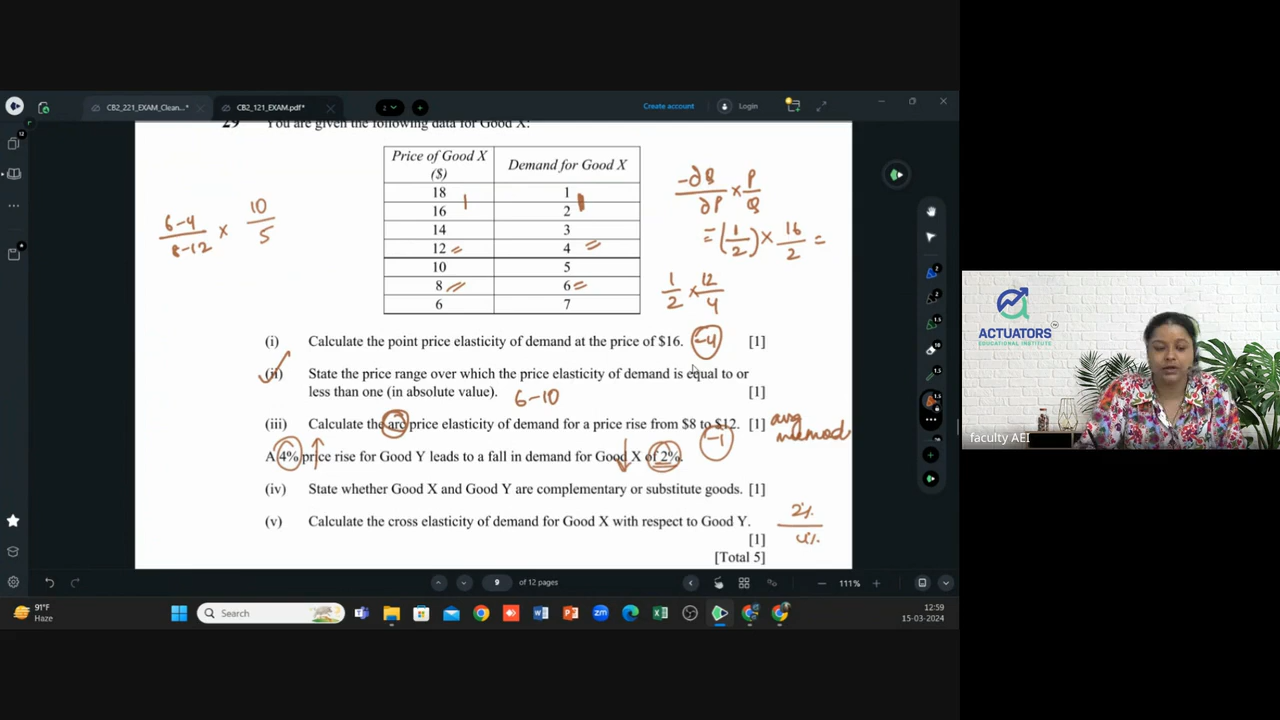 CB2_221_EXAM_Clean...*
CB2_121_EXAM.pdf*
2
Create account
Login
29 You are given the following data for Good X:
Price of Good X ($) Demand for Good X
18 1
16 2
14 3
12 4
10 5
8 6
6 7
6-4 / 8-12 × 10 / 5
-∂Q / ∂P × P / Q
= (1/2) × 16/2 =
1/2 × 12/4
(i) Calculate the point price elasticity of demand at the price of $16. -4 [1]
(ii) State the price range over which the price elasticity of demand is equal to or
less than one (in absolute value). 6-10 [1]
(iii) Calculate the arc price elasticity of demand for a price rise from $8 to $12. [1] avg
-1
A 4% price rise for Good Y leads to a fall in demand for Good X of 2%.
(iv) State whether Good X and Good Y are complementary or substitute goods. [1]
(v) Calculate the cross elasticity of demand for Good X with respect to Good Y.
[1]
2% / 4%
[Total 5]
9 of 12 pages
111%
91°F
Haze
Search
12:59
15-03-2024
ACTUATORS
EDUCATIONAL INSTITUTE
faculty AEI